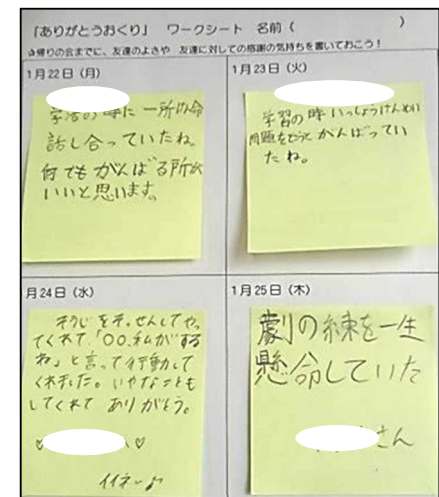 「ありがとうおくり」 ワークシート 名前( )
☆帰りの会までに、友達のよさや 友達に対しての感謝の気持ちを書いておこう!
1月22日(月)
学活の時に一所けん命
話し合っていたね。
何でもがんばる所が
いいと思います。
1月23日(火)
学習の時いっしょうけんめい
問題を がんばってい
たね。
月24日(水)
そうじをそっせんしてやっ
てくれて「○○、私がする
ね」と言って行動して
くれました。いやなことも
してくれて ありがとう。
♡ ♡
イイネー♪
1月25日(木)
劇の練を一生
懸命していた
さん